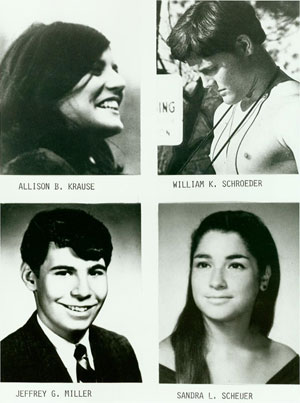 ING
ALLISON B. KRAUSE
WILLIAM K. SCHROEDER
JEFFREY G. MILLER
SANDRA L. SCHEUER